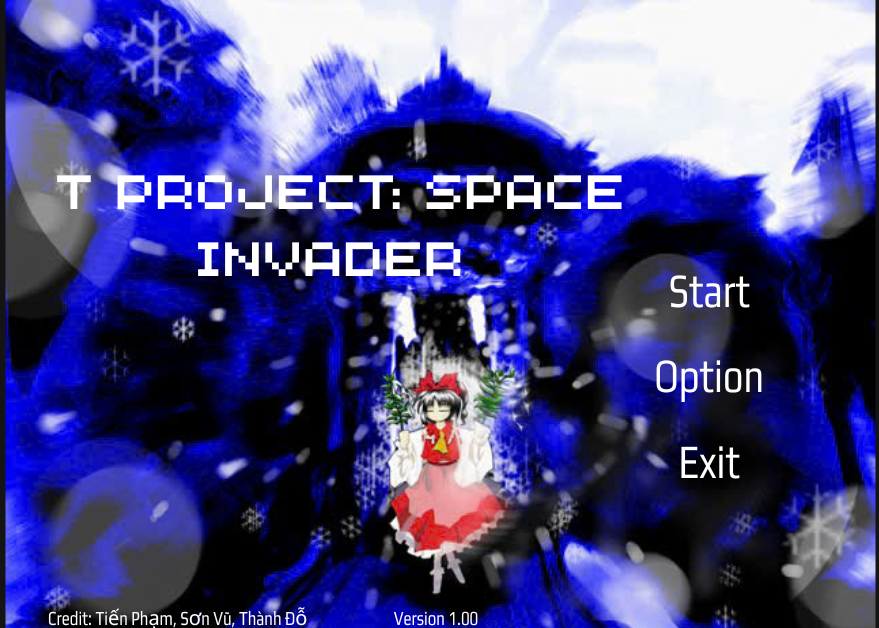 T PROJECT: SPACE
INVADER
Start
Option
Exit
Credit: Tiến Phạm, Sơn Vũ, Thành Đỗ
Version 1.00